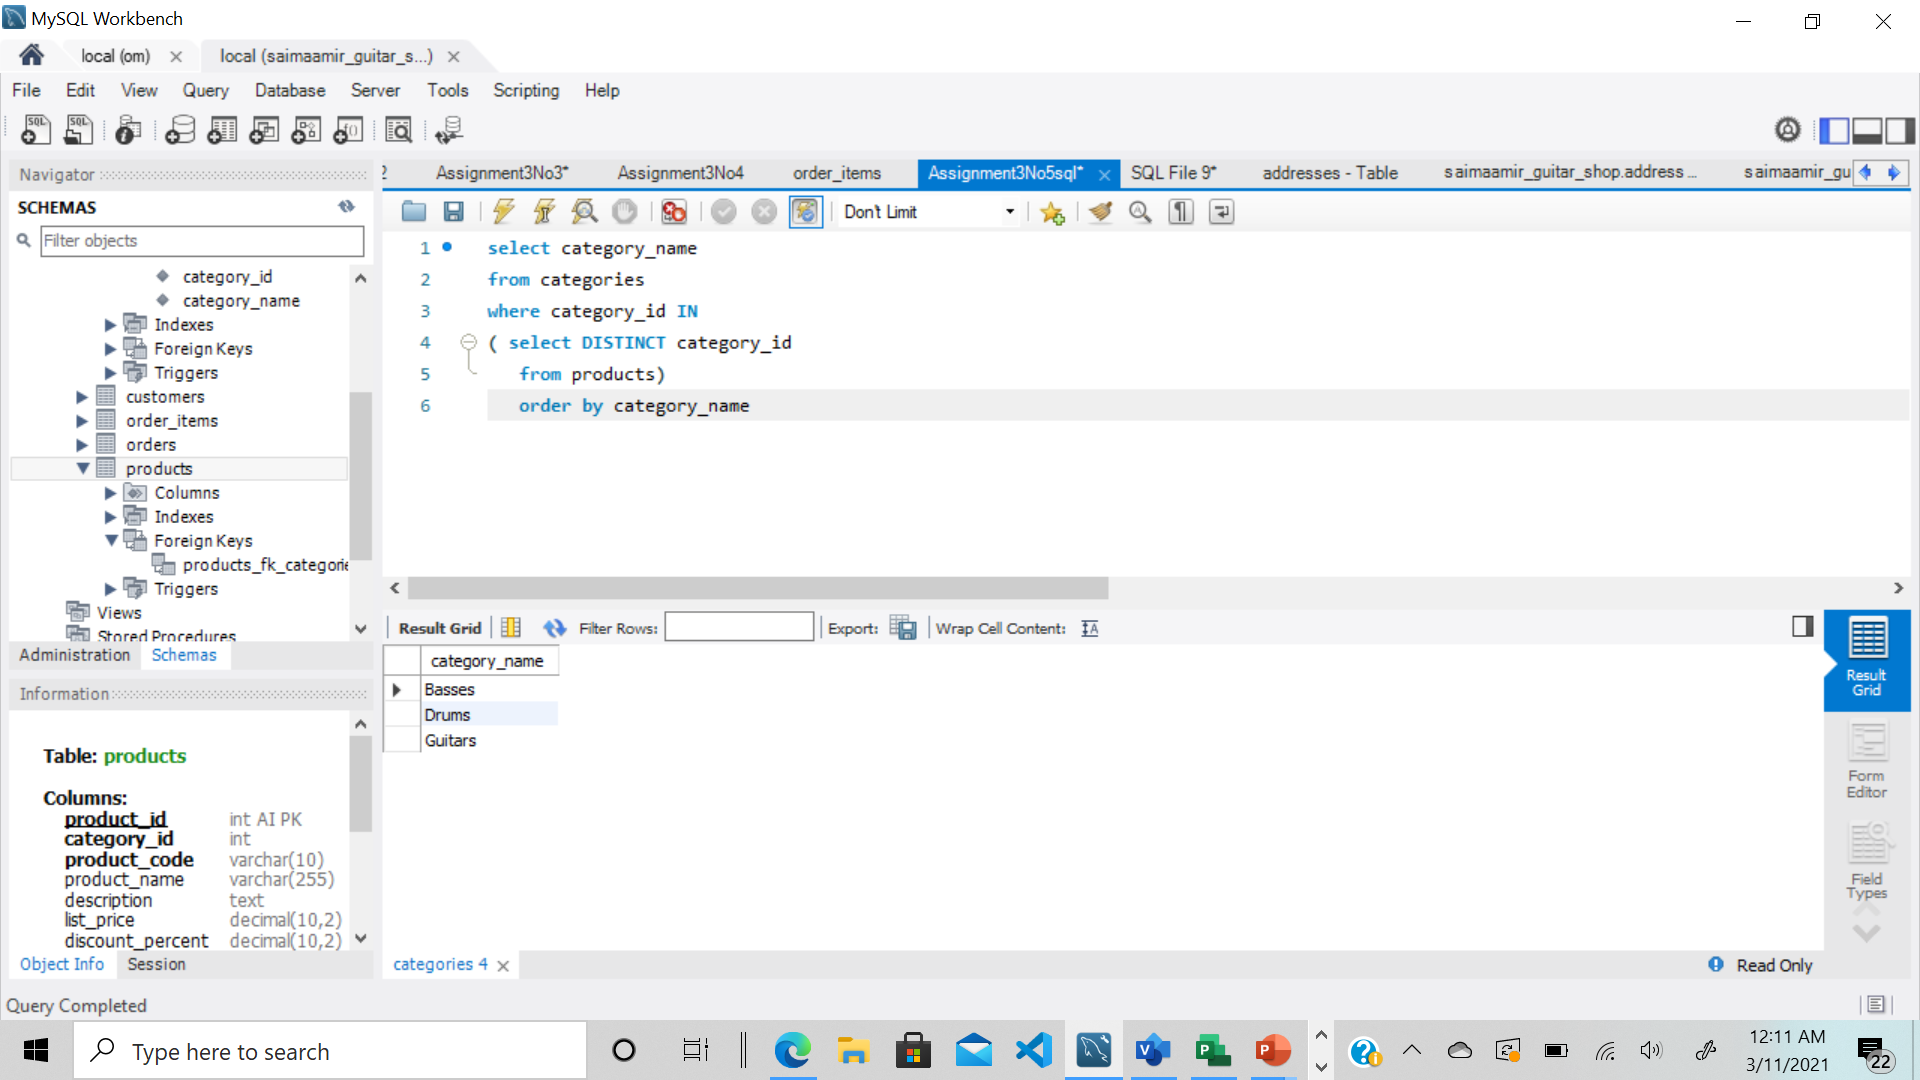 MySQL Workbench
local (om)
local (saimaamir_guitar_s...)
File Edit View Query Database Server Tools Scripting Help
SQL SQL
Navigator
SCHEMAS
Filter objects
category_id
category_name
Indexes
Foreign Keys
Triggers
customers
order_items
orders
products
Columns
Indexes
Foreign Keys
products_fk_categorie
Triggers
Views
Stored Procedures
Administration Schemas
Information
Table: products
Columns:
product_id int AI PK
category_id int
product_code varchar(10)
product_name varchar(255)
description text
list_price decimal(10,2)
discount_percent decimal(10,2)
Object Info Session
2 Assignment3No3* Assignment3No4 order_items Assignment3No5sql* SQL File 9* addresses - Table saimaamir_guitar_shop.address ... saimaamir_gu
Don't Limit
1 select category_name
2 from categories
3 where category_id IN
4 ( select DISTINCT category_id
5 from products)
6 order by category_name
Result Grid Filter Rows: Export: Wrap Cell Content:
category_name
Basses
Drums
Guitars
Result
Grid
Form
Editor
Field
Types
categories 4
Read Only
Query Completed
Type here to search
12:11 AM
3/11/2021
22